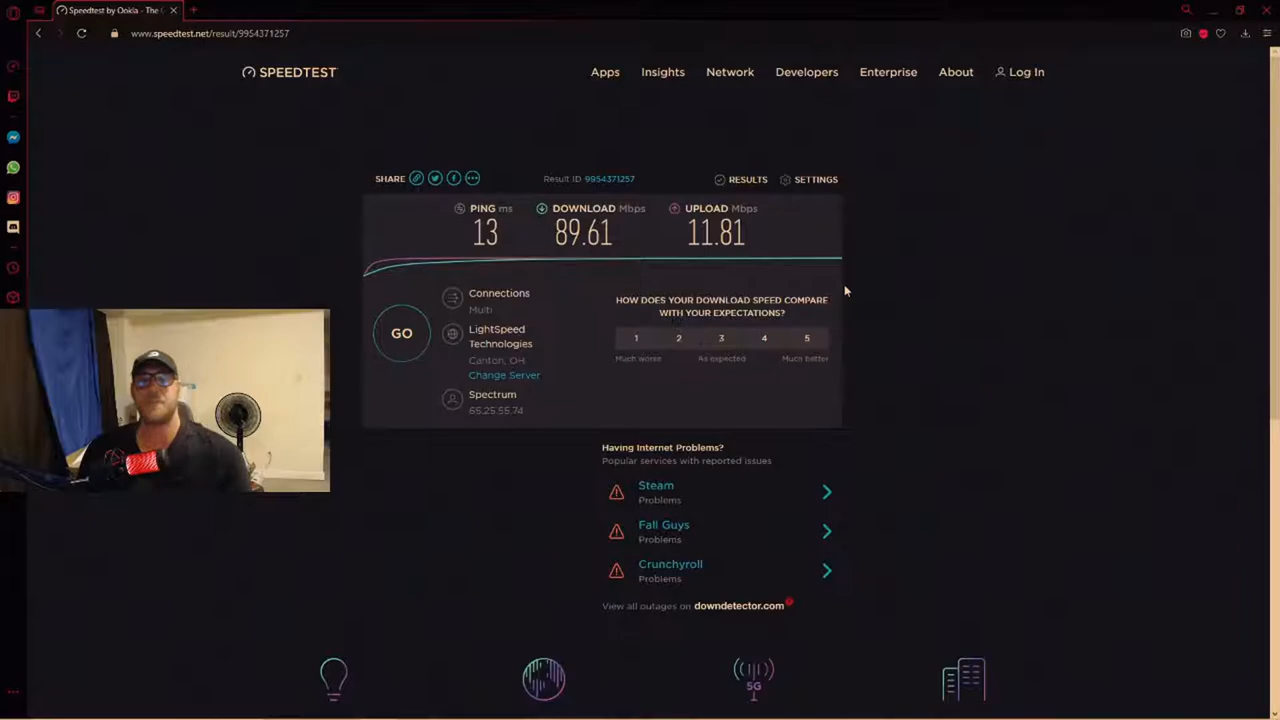 Speedtest by Ookla - The
www.speedtest.net/result/9954371257
SPEEDTEST
Apps
Insights
Network
Developers
Enterprise
About
Log In
SHARE
Result ID 9954371257
RESULTS
SETTINGS
PING ms
DOWNLOAD Mbps
UPLOAD Mbps
13
89.61
11.81
Connections
Multi
GO
LightSpeed
Technologies
Canton, OH
Change Server
Spectrum
65.25.55.74
HOW DOES YOUR DOWNLOAD SPEED COMPARE
WITH YOUR EXPECTATIONS?
1 2 3 4 5
Much worse As expected Much better
Having Internet Problems?
Popular services with reported issues
Steam
Problems
Fall Guys
Problems
Crunchyroll
Problems
View all outages on downdetector.com
5G